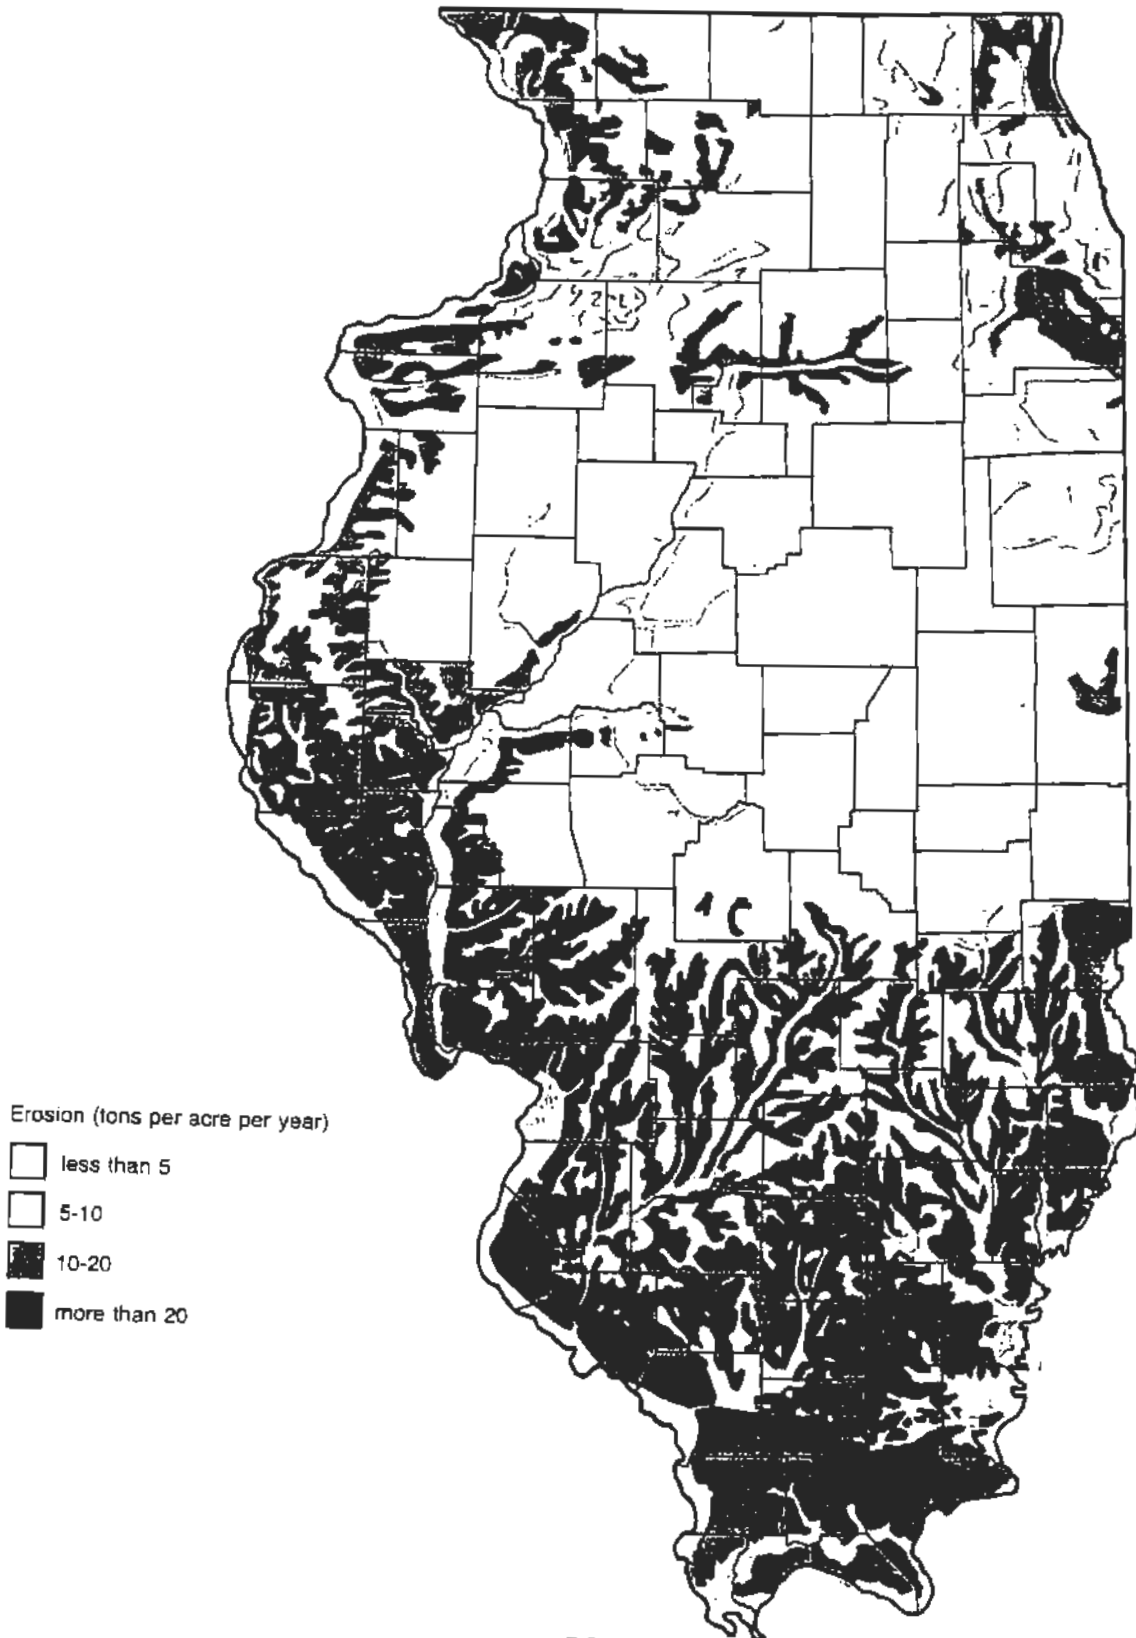 Erosion (tons per acre per year)
less than 5
5-10
10-20
more than 20